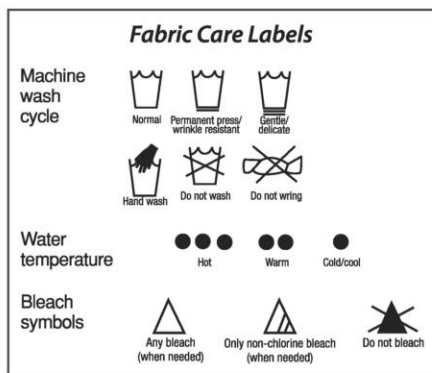 Fabric Care Labels
Machine
wash
cycle
Normal
Permanent press/
wrinkle resistant
Gentle/
delicate
Hand wash
Do not wash
Do not wring
Water
temperature
Hot
Warm
Cold/cool
Bleach
symbols
Any bleach
(when needed)
Only non-chlorine bleach
(when needed)
Do not bleach